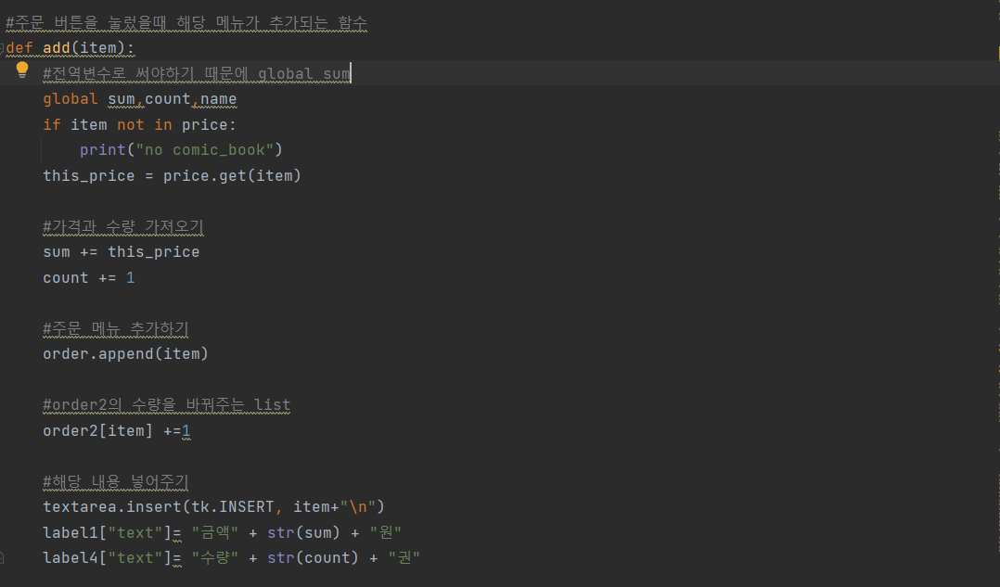 #주문 버튼을 눌렀을때 해당 메뉴가 추가되는 함수
def add(item):
    #전역변수로 써야하기 때문에 global sum
    global sum,count,name
    if item not in price:
        print("no comic_book")
    this_price = price.get(item)
    #가격과 수량 가져오기
    sum += this_price
    count += 1
    #주문 메뉴 추가하기
    order.append(item)
    #order2의 수량을 바꿔주는 list
    order2[item] +=1
    #해당 내용 넣어주기
    textarea.insert(tk.INSERT, item+"\n")
    label1["text"]= "금액" + str(sum) + "원"
    label4["text"]= "수량" + str(count) + "권"